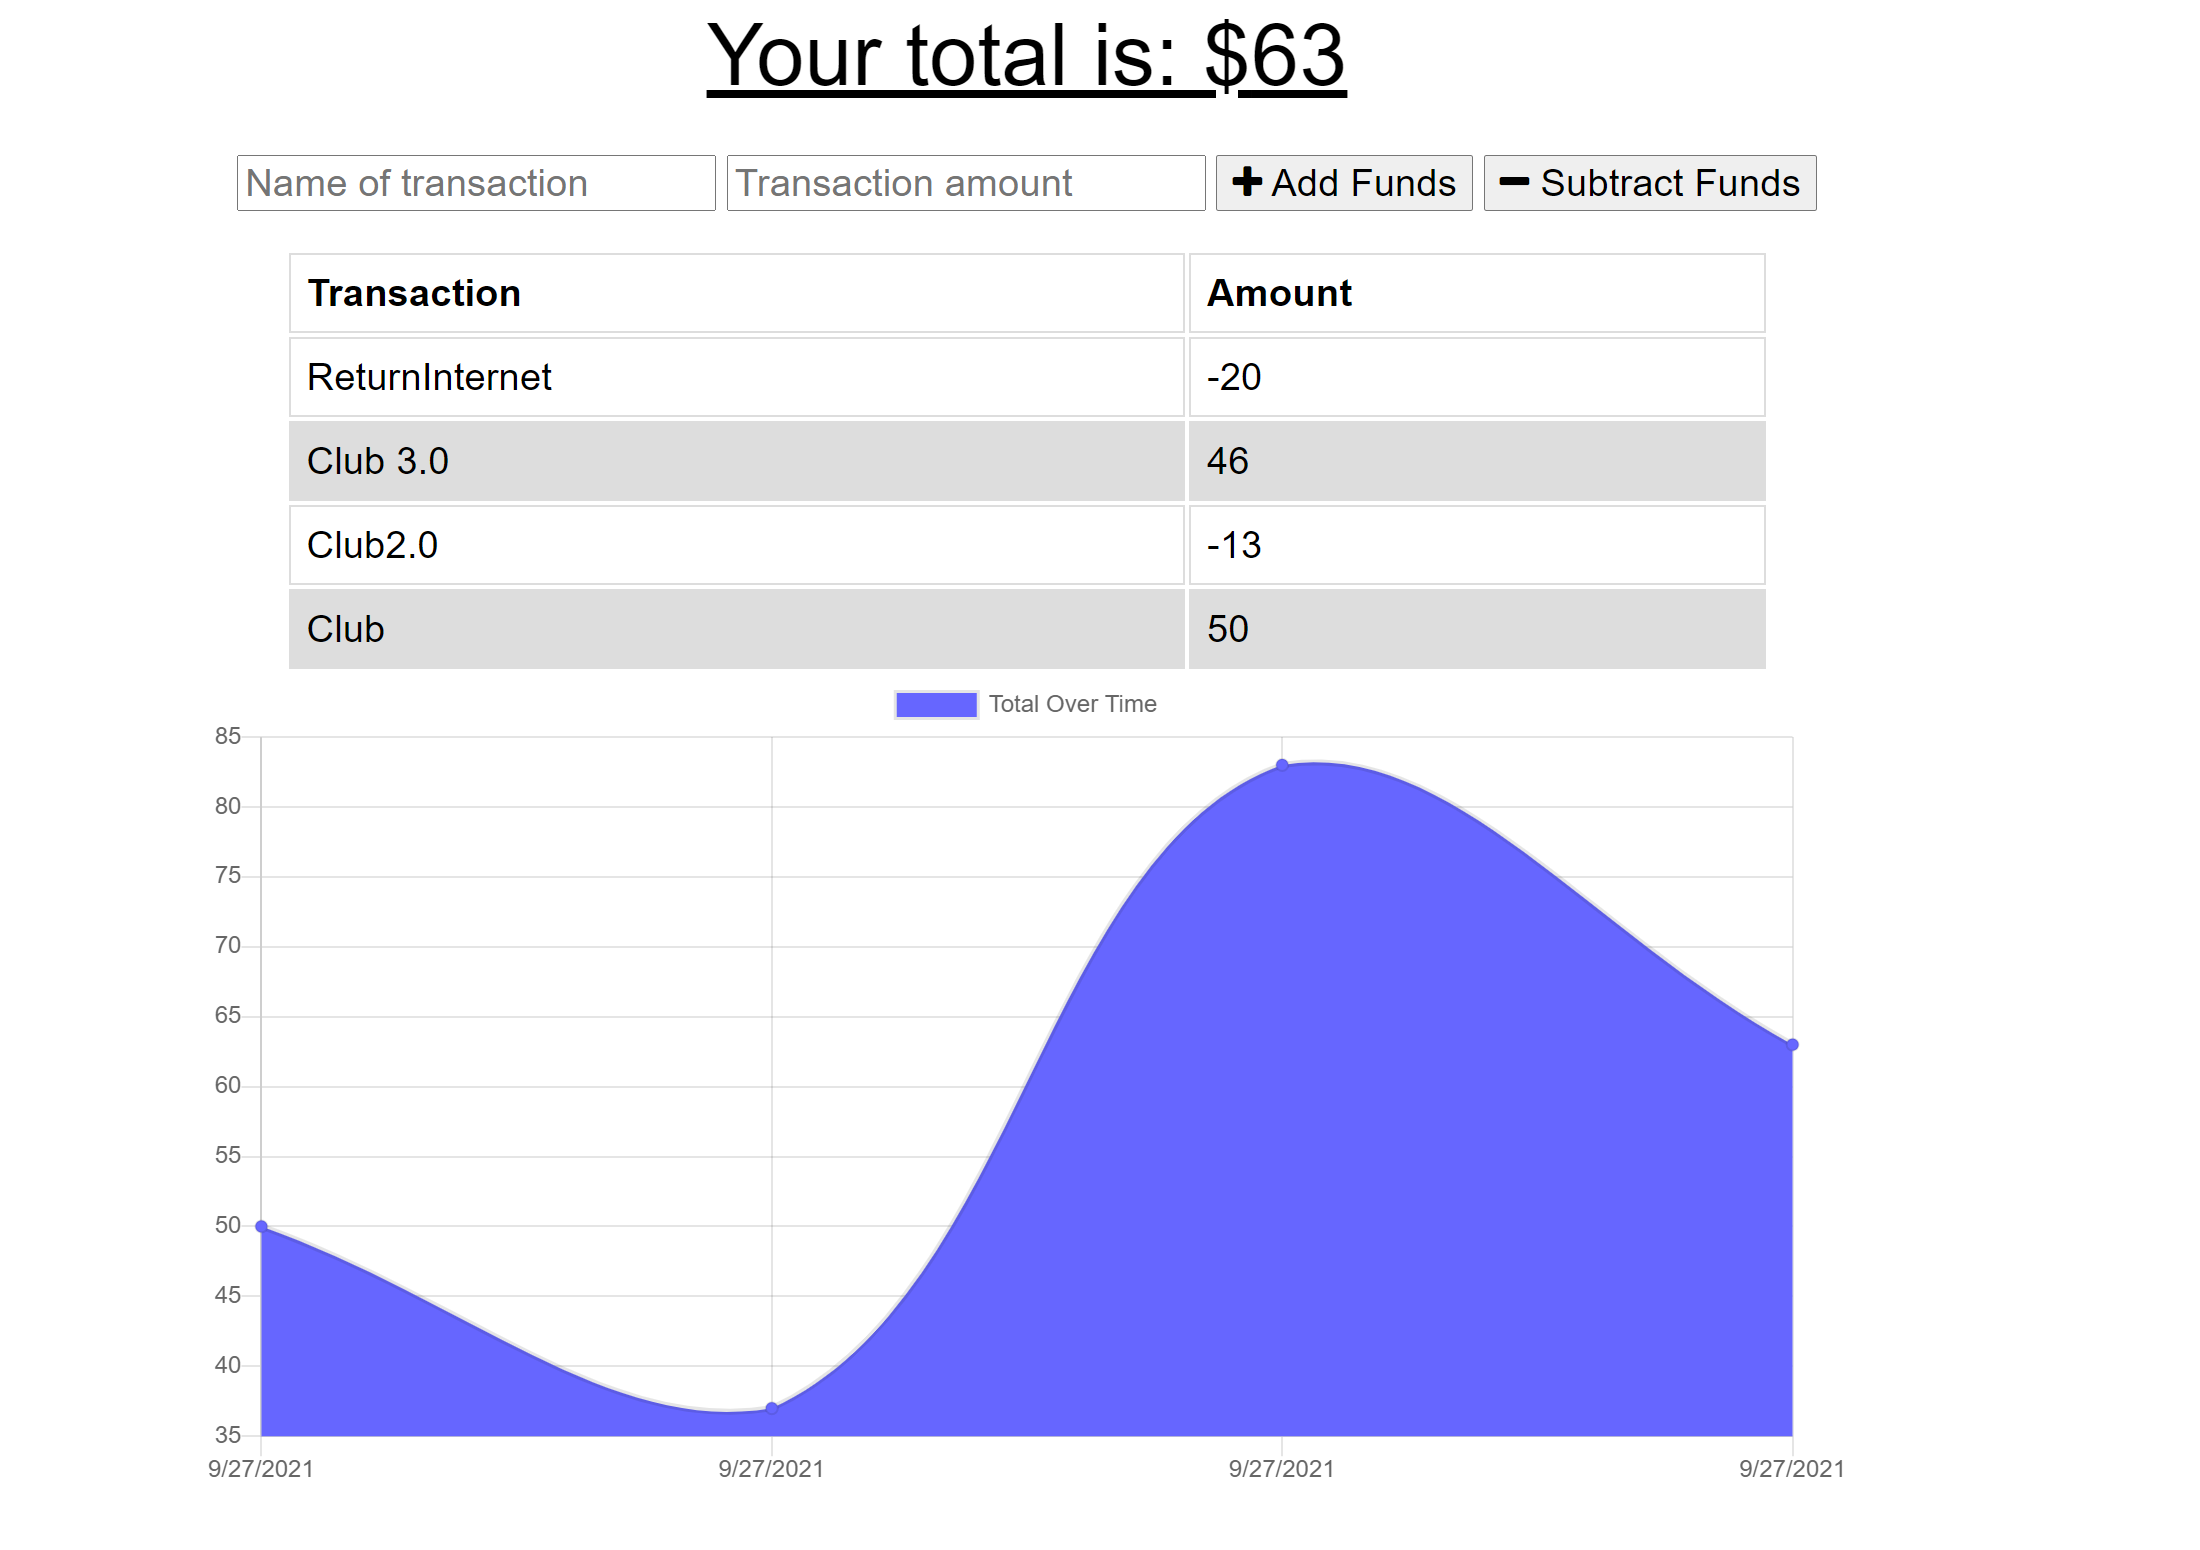 Your total is: $63
Name of transaction Transaction amount Add Funds Subtract Funds
Transaction Amount
ReturnInternet -20
Club 3.0 46
Club2.0 -13
Club 50
Total Over Time
85
80
75
70
65
60
55
50
45
40
35
9/27/2021 9/27/2021 9/27/2021 9/27/2021